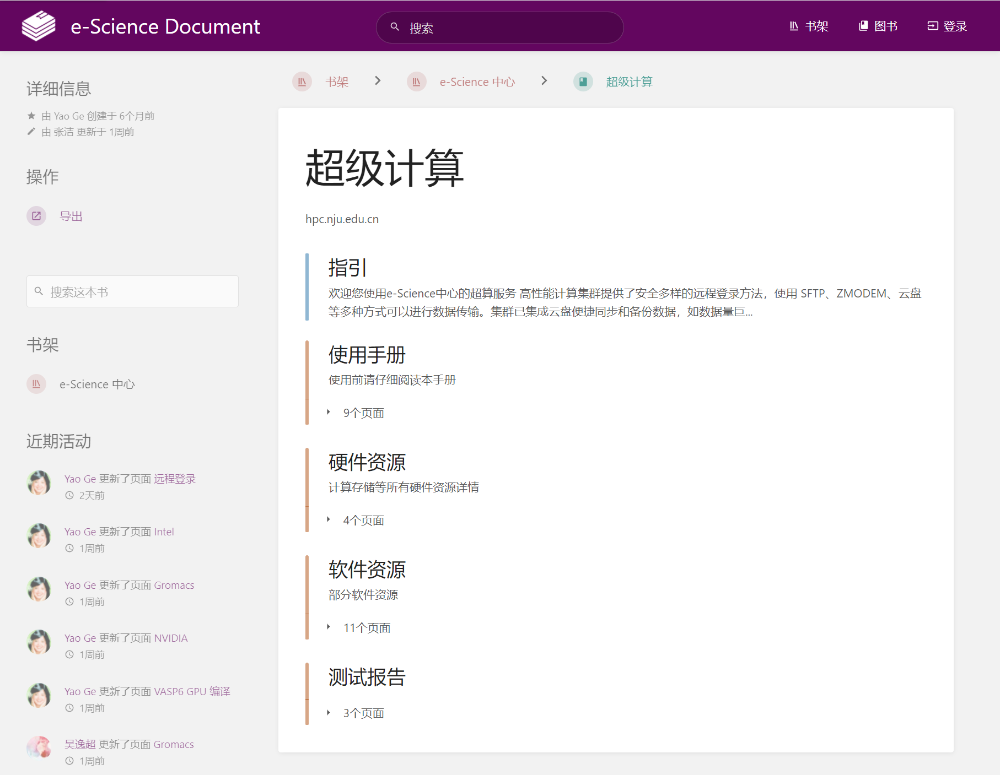 e-Science Document
搜索
书架
图书
登录
详细信息
由 Yao Ge 创建于 6个月前
由 张洁 更新于 1周前
操作
导出
搜索这本书
书架
e-Science 中心
近期活动
Yao Ge 更新了页面 远程登录
2天前
Yao Ge 更新了页面 Intel
1周前
Yao Ge 更新了页面 Gromacs
1周前
Yao Ge 更新了页面 NVIDIA
1周前
Yao Ge 更新了页面 VASP6 GPU 编译
1周前
吴逸超 更新了页面 Gromacs
1周前
书架
e-Science 中心
超级计算
超级计算
hpc.nju.edu.cn
指引
欢迎您使用e-Science中心的超算服务 高性能计算集群提供了安全多样的远程登录方法，使用 SFTP、ZMODEM、云盘
等多种方式可以进行数据传输。集群已集成云盘便捷同步和备份数据，如数据量巨...
使用手册
使用前请仔细阅读本手册
9个页面
硬件资源
计算存储等所有硬件资源详情
4个页面
软件资源
部分软件资源
11个页面
测试报告
3个页面